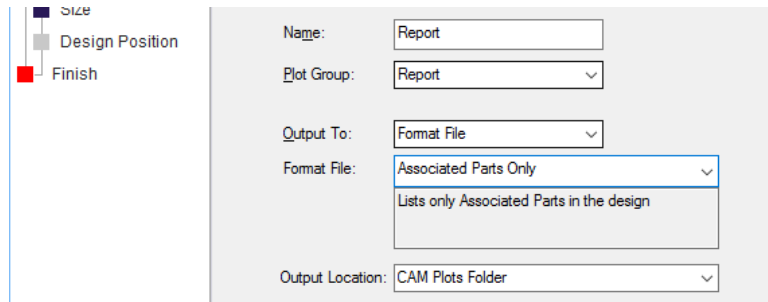 Size
Design Position
Finish
Name: Report
Plot Group: Report
Output To: Format File
Format File: Associated Parts Only
Lists only Associated Parts in the design
Output Location: CAM Plots Folder